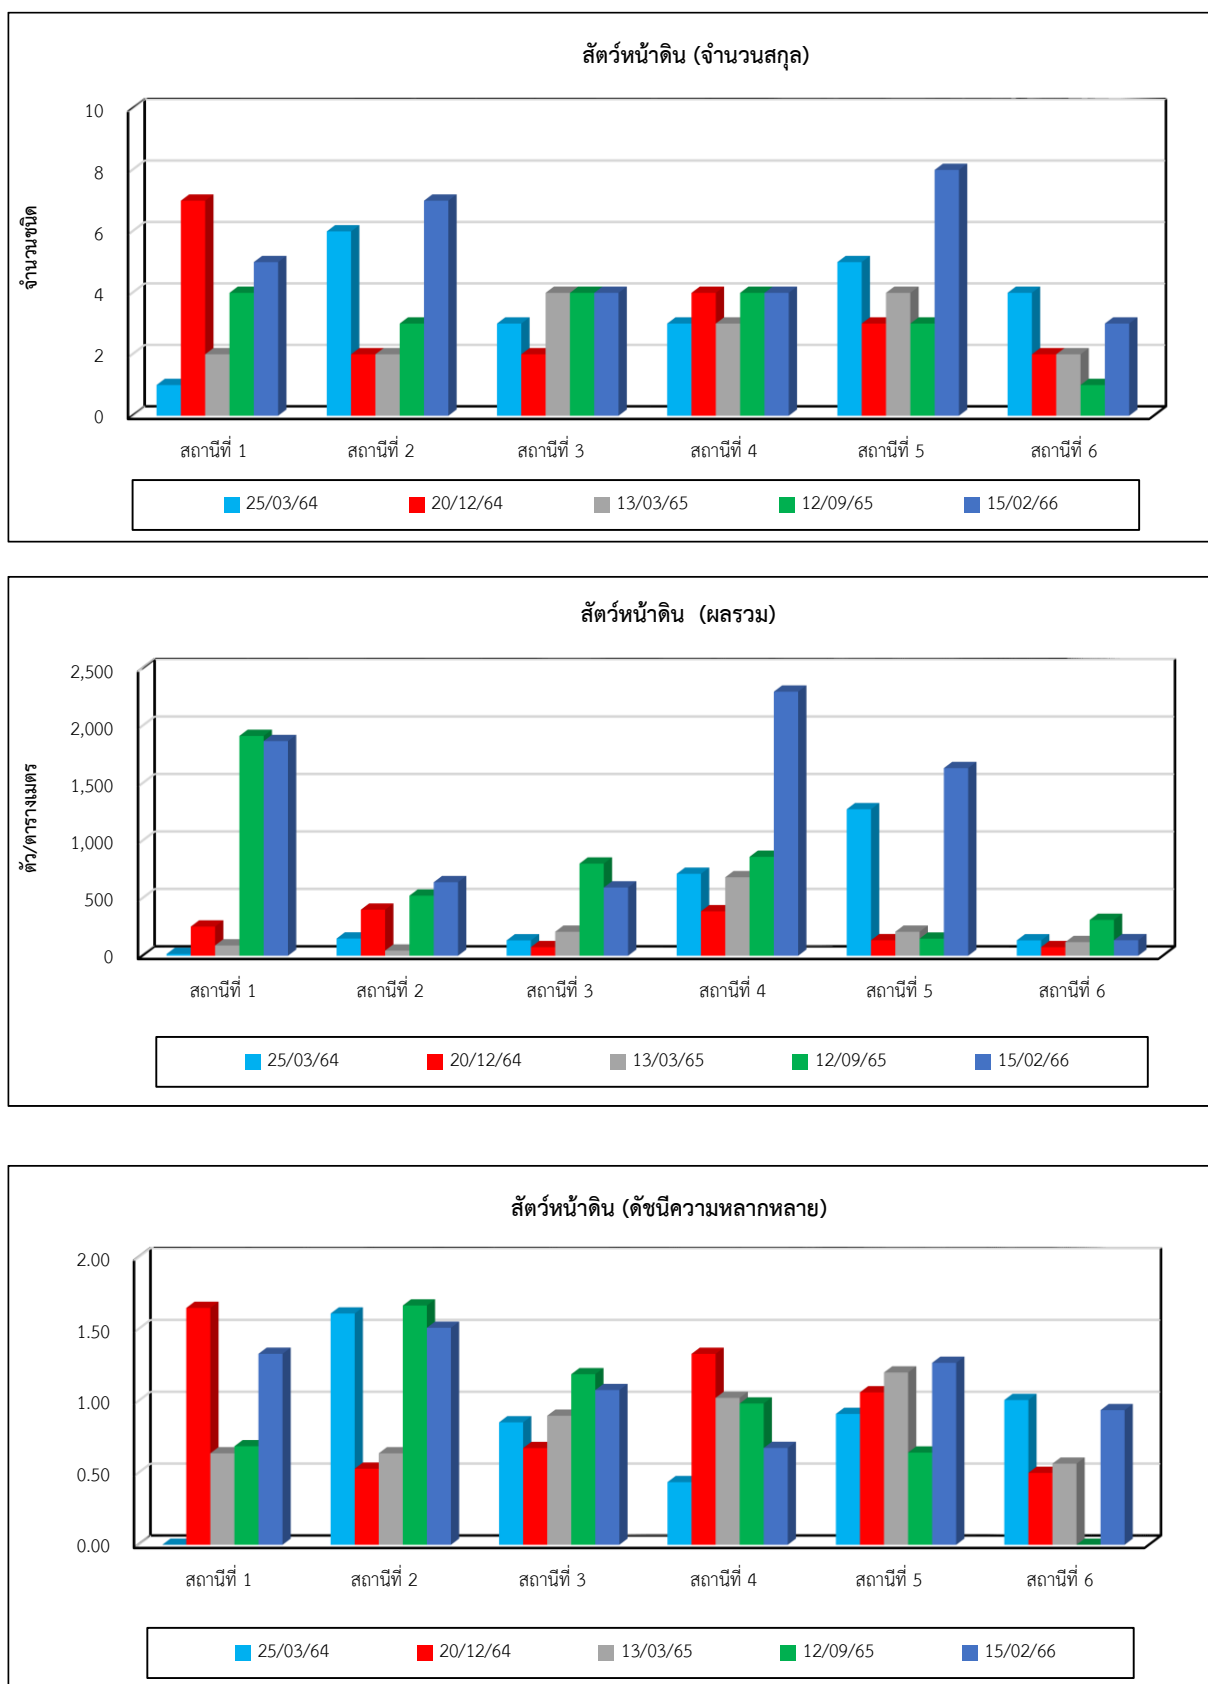 สัตว์หน้าดิน (จำนวนสกุล)
จำนวนชนิด
10
8
6
4
2
0
สถานีที่ 1 สถานีที่ 2 สถานีที่ 3 สถานีที่ 4 สถานีที่ 5 สถานีที่ 6
25/03/64 20/12/64 13/03/65 12/09/65 15/02/66
สัตว์หน้าดิน (ผลรวม)
ตัว/ตารางเมตร
2,500
2,000
1,500
1,000
500
0
สถานีที่ 1 สถานีที่ 2 สถานีที่ 3 สถานีที่ 4 สถานีที่ 5 สถานีที่ 6
25/03/64 20/12/64 13/03/65 12/09/65 15/02/66
สัตว์หน้าดิน (ดัชนีความหลากหลาย)
2.00
1.50
1.00
0.50
0.00
สถานีที่ 1 สถานีที่ 2 สถานีที่ 3 สถานีที่ 4 สถานีที่ 5 สถานีที่ 6
25/03/64 20/12/64 13/03/65 12/09/65 15/02/66